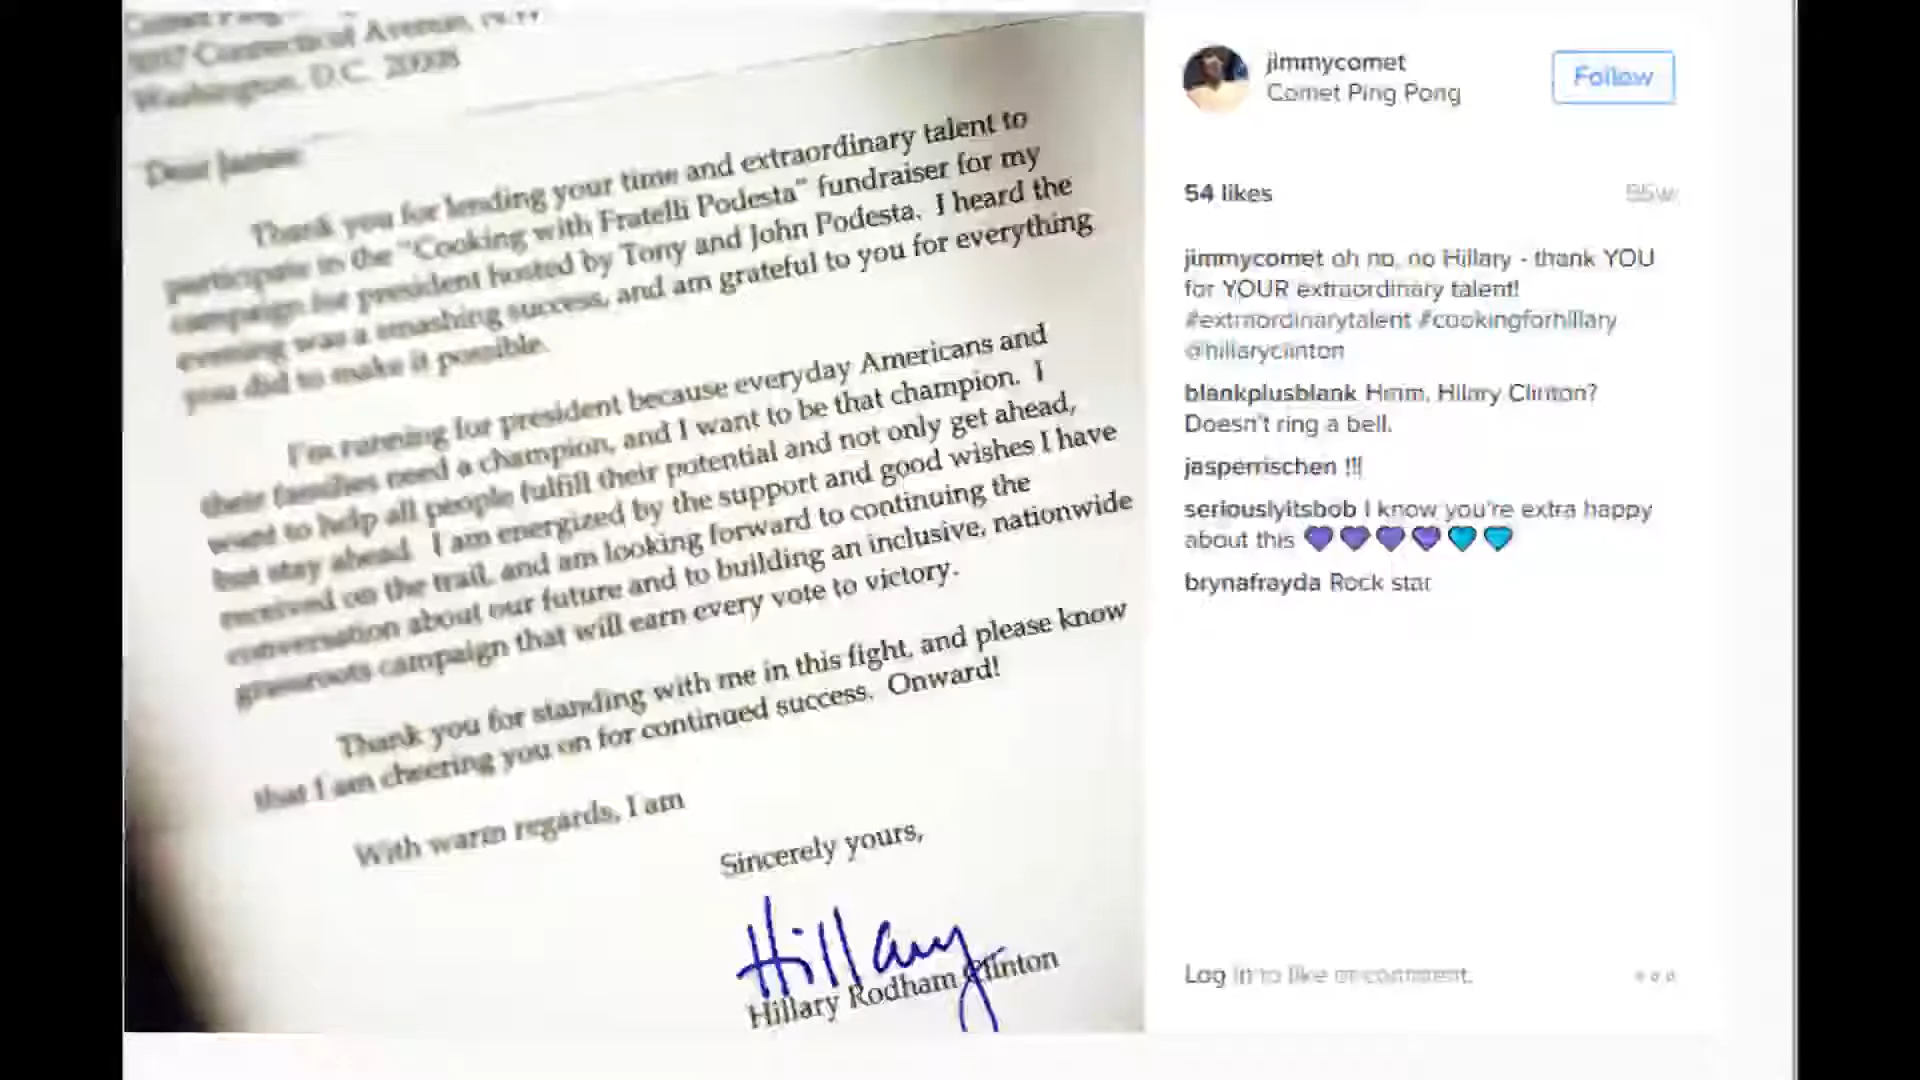 Comet Ping
Connecticut Avenue, N.W.
Washington, D.C. 20008
Dear James
Thank you for lending your time and extraordinary talent to
participate in the "Cooking with Fratelli Podesta" fundraiser for my
campaign for president hosted by Tony and John Podesta. I heard the
evening was a smashing success, and am grateful to you for everything
you did to make it possible.
I'm running for president because everyday Americans and
their families need a champion, and I want to be that champion. I
want to help all people fulfill their potential and not only get ahead,
but stay ahead. I am energized by the support and good wishes I have
received on the trail, and am looking forward to continuing the
conversation about our future and to building an inclusive, nationwide
grassroots campaign that will earn every vote to victory.
Thank you for standing with me in this fight, and please know
that I am cheering you on for continued success. Onward!
With warm regards, I am
Sincerely yours,
Hillary
Hillary Rodham Clinton
jimmycomet
Comet Ping Pong
Follow
54 likes
jimmycomet oh no, no Hillary - thank YOU
for YOUR extraordinary talent!
#extraordinarytalent #cookingforhillary
@hillaryclinton
blankplusblank Hmm, Hilary Clinton?
Doesn't ring a bell.
jasperrischen !!!
seriouslyitsbob I know you're extra happy
about this 💜💜💜💜💙💙
brynafrayda Rock star
Log in to like or comment.